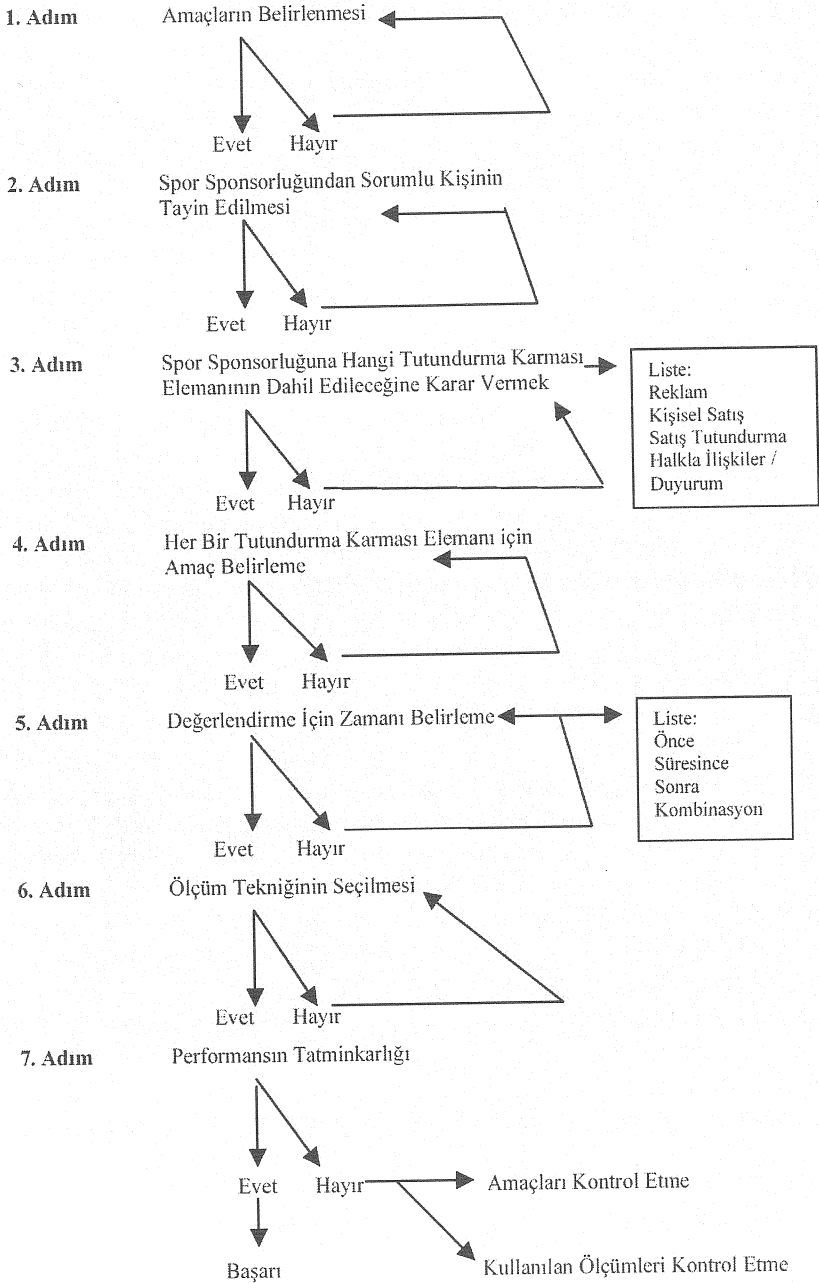 1. Adım
Amaçların Belirlenmesi
Evet
Hayır
2. Adım
Spor Sponsorluğundan Sorumlu Kişinin
Tayin Edilmesi
Evet
Hayır
3. Adım
Spor Sponsorluğuna Hangi Tutundurma Karması
Elemanının Dahil Edileceğine Karar Vermek
Liste:
Reklam
Kişisel Satış
Satış Tutundurma
Halkla İlişkiler /
Duyurum
Evet
Hayır
4. Adım
Her Bir Tutundurma Karması Elemanı için
Amaç Belirleme
Evet
Hayır
5. Adım
Değerlendirme İçin Zamanı Belirleme
Liste:
Önce
Süresince
Sonra
Kombinasyon
Evet
Hayır
6. Adım
Ölçüm Tekniğinin Seçilmesi
Evet
Hayır
7. Adım
Performansın Tatminkarlığı
Evet
Hayır
Amaçları Kontrol Etme
Başarı
Kullanılan Ölçümleri Kontrol Etme